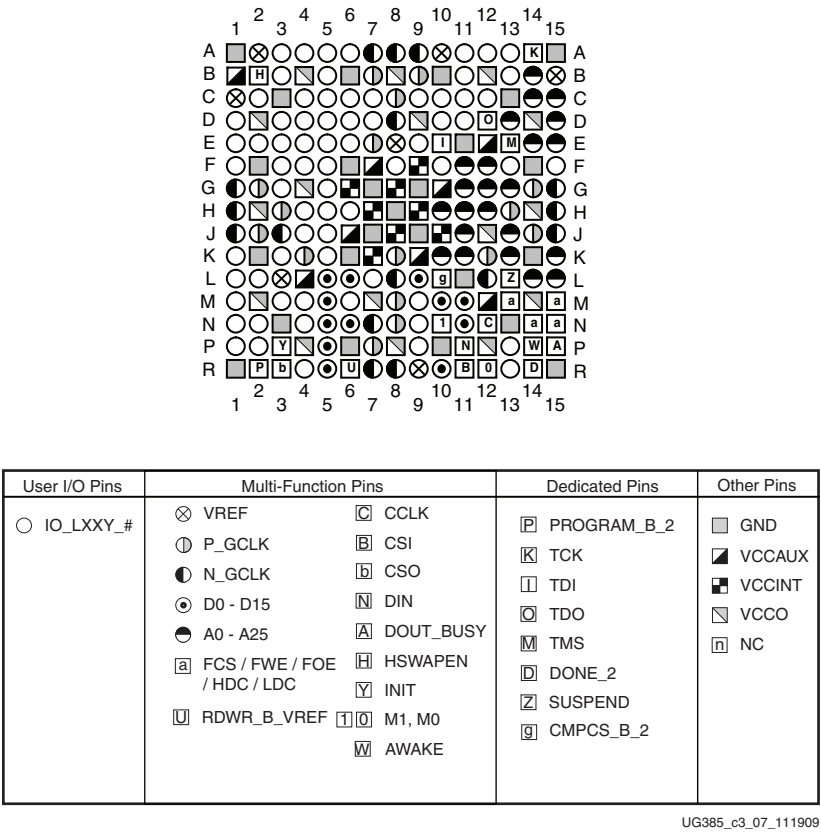 2 4 6 8 10 12 14
1 3 5 7 9 11 13 15
A K A
B H B
C C
D O D
E I M E
F F
G G
H H
J J
K K
L g Z L
M a a M
N 1 C a a N
P Y N W A P
R P b U B 0 D R
2 4 6 8 10 12 14
1 3 5 7 9 11 13 15
User I/O Pins
IO_LXXY_#
Multi-Function Pins
VREF
P_GCLK
N_GCLK
D0 - D15
A0 - A25
a FCS / FWE / FOE
/ HDC / LDC
U RDWR_B_VREF
C CCLK
B CSI
b CSO
N DIN
A DOUT_BUSY
H HSWAPEN
Y INIT
1 0 M1, M0
W AWAKE
Dedicated Pins
P PROGRAM_B_2
K TCK
I TDI
O TDO
M TMS
D DONE_2
Z SUSPEND
g CMPCS_B_2
Other Pins
GND
VCCAUX
VCCINT
VCCO
n NC
UG385_c3_07_111909